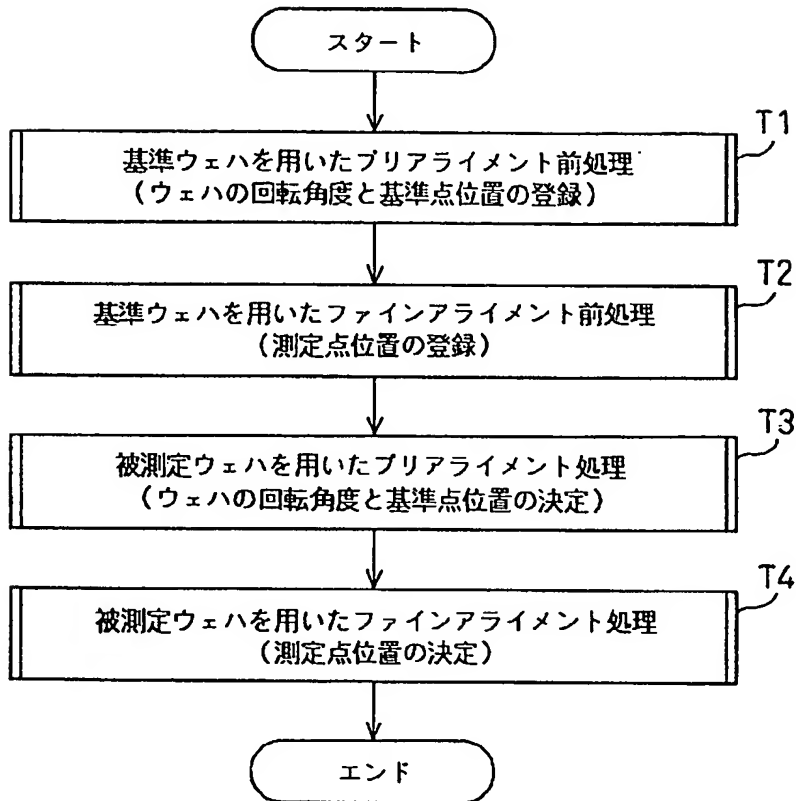 スタート
T1
基準ウェハを用いたプリアライメント前処理
(ウェハの回転角度と基準点位置の登録)
T2
基準ウェハを用いたファインアライメント前処理
(測定点位置の登録)
T3
被測定ウェハを用いたプリアライメント処理
(ウェハの回転角度と基準点位置の決定)
T4
被測定ウェハを用いたファインアライメント処理
(測定点位置の決定)
エンド